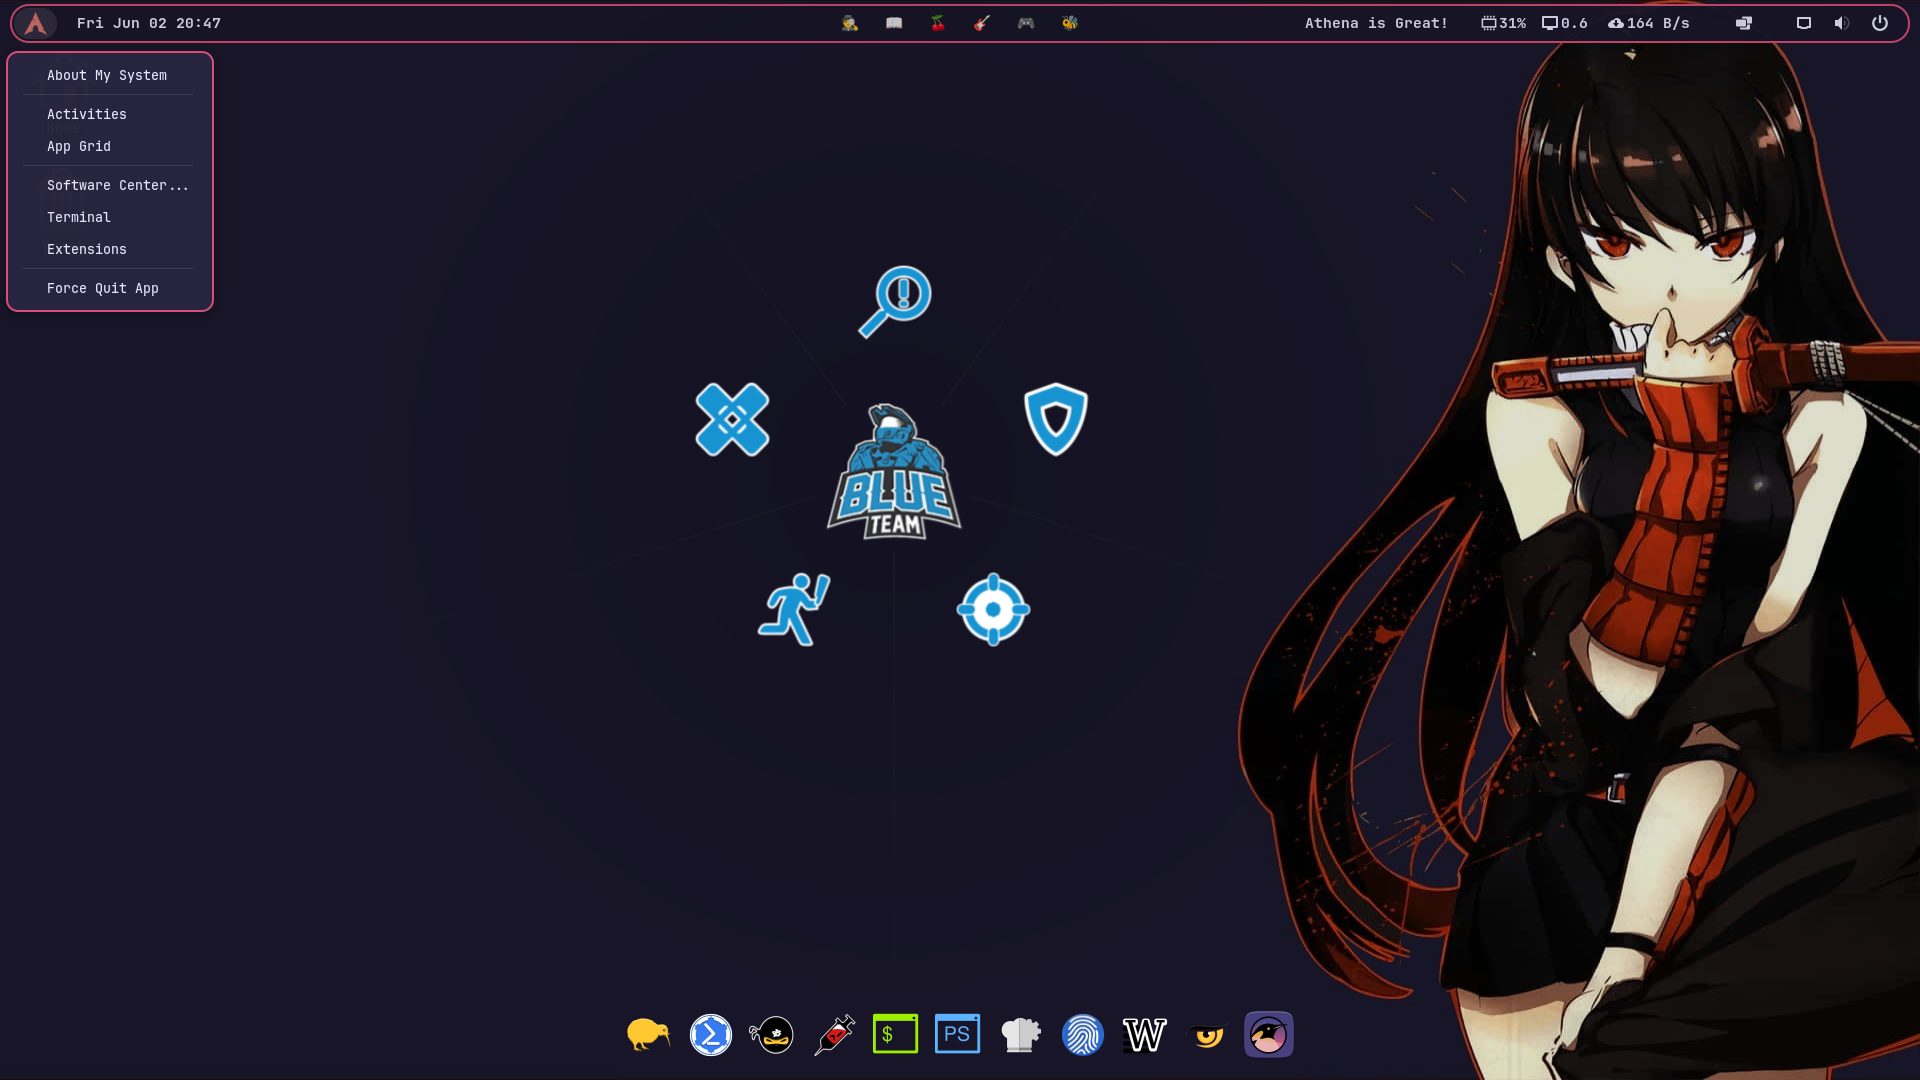 Fri Jun 02 20:47
Athena is Great!
31%
0.6
164 B/s
About My System
Activities
App Grid
Software Center...
Terminal
Extensions
Force Quit App
BLUE
TEAM
$
PS
W